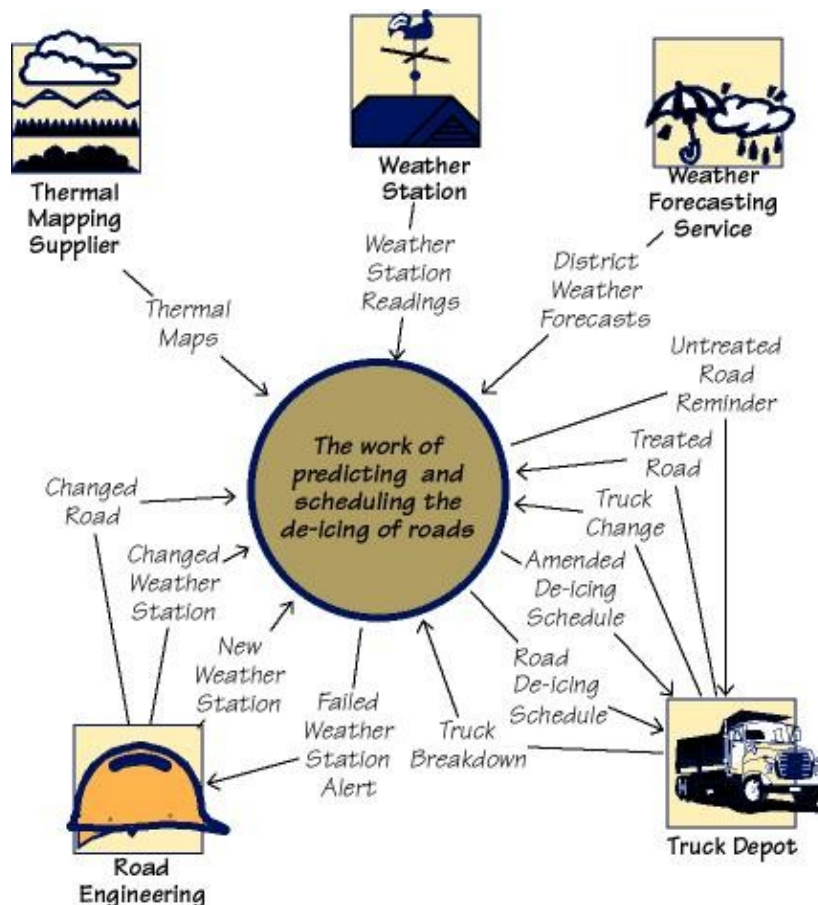 Thermal
Mapping
Supplier
Weather
Station
Weather
Forecasting
Service
Thermal
Maps
Weather
Station
Readings
District
Weather
Forecasts
The work of
predicting and
scheduling the
de-icing of roads
Untreated
Road
Reminder
Treated
Road
Truck
Change
Amended
De-icing
Schedule
Road
De-icing
Schedule
Truck
Breakdown
Changed
Road
Changed
Weather
Station
New
Weather
Station
Failed
Weather
Station
Alert
Road
Engineering
Truck Depot